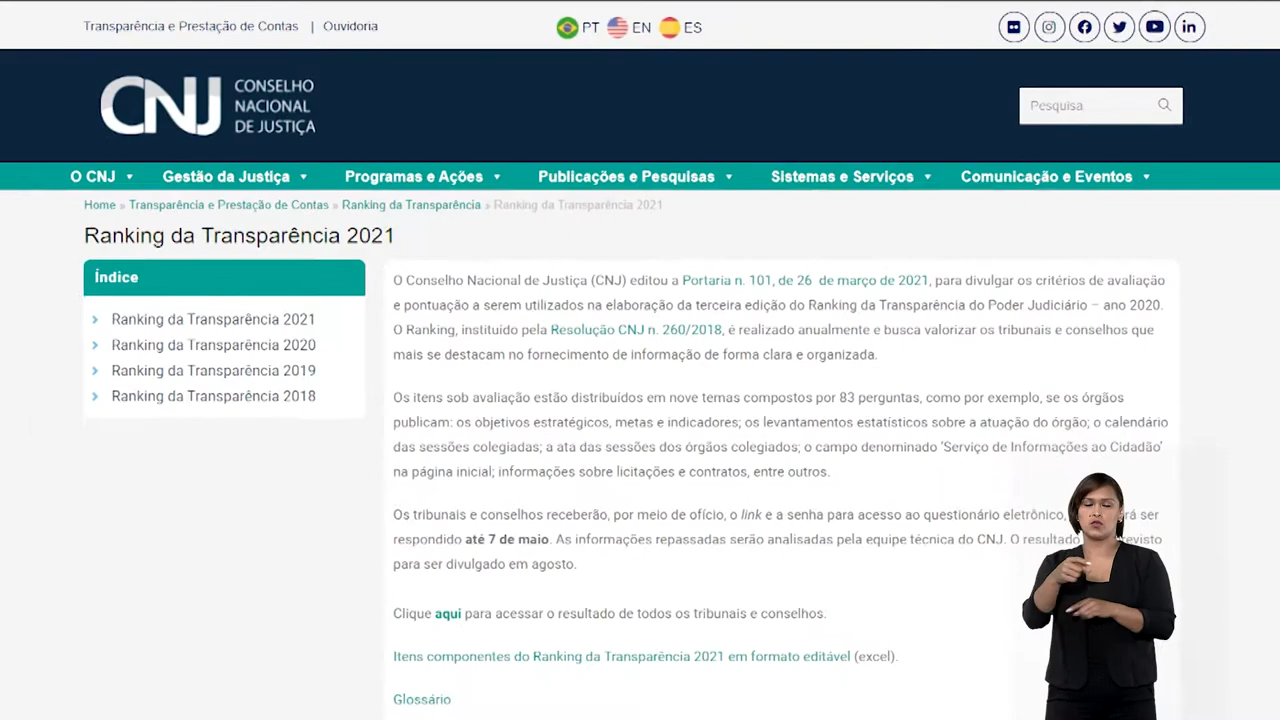 Transparência e Prestação de Contas | Ouvidoria
PT EN ES
CNJ CONSELHO
NACIONAL
DE JUSTIÇA
Pesquisa
O CNJ Gestão da Justiça Programas e Ações Publicações e Pesquisas Sistemas e Serviços Comunicação e Eventos
Home » Transparência e Prestação de Contas » Ranking da Transparência » Ranking da Transparência 2021
Ranking da Transparência 2021
Índice
Ranking da Transparência 2021
Ranking da Transparência 2020
Ranking da Transparência 2019
Ranking da Transparência 2018
O Conselho Nacional de Justiça (CNJ) editou a Portaria n. 101, de 26 de março de 2021, para divulgar os critérios de avaliação
e pontuação a serem utilizados na elaboração da terceira edição do Ranking da Transparência do Poder Judiciário – ano 2020.
O Ranking, instituído pela Resolução CNJ n. 260/2018, é realizado anualmente e busca valorizar os tribunais e conselhos que
mais se destacam no fornecimento de informação de forma clara e organizada.
Os itens sob avaliação estão distribuídos em nove temas compostos por 83 perguntas, como por exemplo, se os órgãos
publicam: os objetivos estratégicos, metas e indicadores; os levantamentos estatísticos sobre a atuação do órgão; o calendário
das sessões colegiadas; a ata das sessões dos órgãos colegiados; o campo denominado ‘Serviço de Informações ao Cidadão’
na página inicial; informações sobre licitações e contratos, entre outros.
Os tribunais e conselhos receberão, por meio de ofício, o link e a senha para acesso ao questionário eletrônico, ser
respondido até 7 de maio. As informações repassadas serão analisadas pela equipe técnica do CNJ. O resultado
para ser divulgado em agosto.
Clique aqui para acessar o resultado de todos os tribunais e conselhos.
Itens componentes do Ranking da Transparência 2021 em formato editável (excel).
Glossário